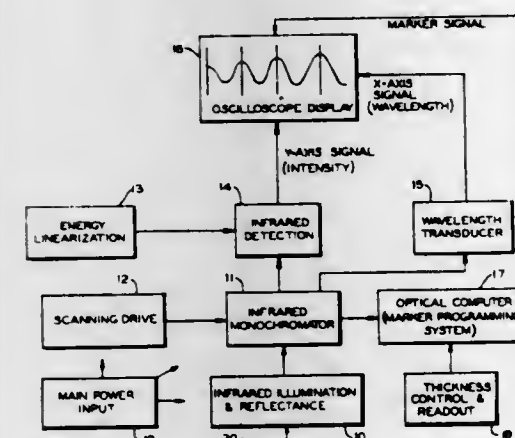 MARKER SIGNAL
16
X-AXIS
SIGNAL
(WAVELENGTH)
OSCILLOSCOPE DISPLAY
Y-AXIS SIGNAL
(INTENSITY)
13
14
15
ENERGY
LINEARIZATION
INFRARED
DETECTION
WAVELENGTH
TRANSDUCER
12
11
17
SCANNING DRIVE
INFRARED
MONOCHROMATOR
OPTICAL COMPUTER
(MARKER PROGRAMMING
SYSTEM)
MAIN POWER
INPUT
INFRARED ILLUMINATION
& REFLECTANCE
THICKNESS
CONTROL &
READOUT
10